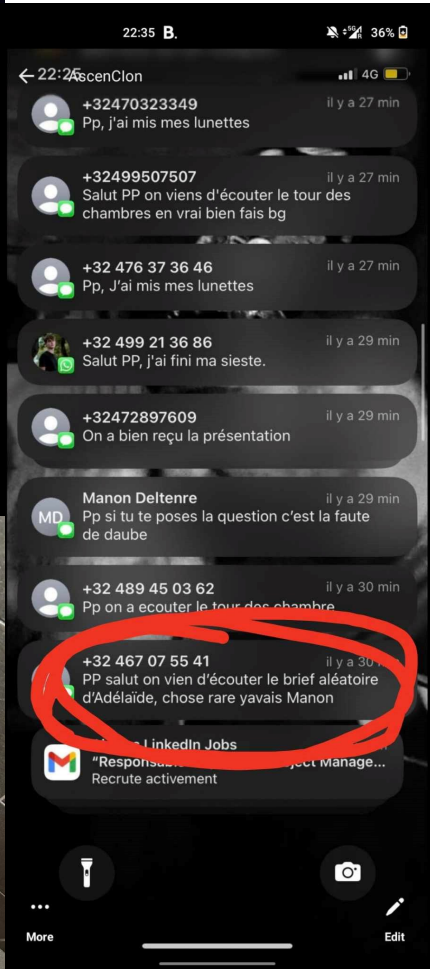 22:35 B. 5G R 36%
22:25 AscenClon 4G
+32470323349 il y a 27 min
Pp, j'ai mis mes lunettes
+32499507507 il y a 27 min
Salut PP on viens d'écouter le tour des
chambres en vrai bien fais bg
+32 476 37 36 46 il y a 27 min
Pp, J'ai mis mes lunettes
+32 499 21 36 86 il y a 29 min
Salut PP, j'ai fini ma sieste.
+32472897609 il y a 29 min
On a bien reçu la présentation
MD
Manon Deltenre il y a 29 min
Pp si tu te poses la question c'est la faute
de daube
+32 489 45 03 62 il y a 30 min
Pp on a ecouter le tour des chambre
+32 467 07 55 41 il y a 30
PP salut on vien d'écouter le brief aléatoire
d'Adélaïde, chose rare yavais Manon
LinkedIn Jobs
Manage...
Recrute activement
More Edit